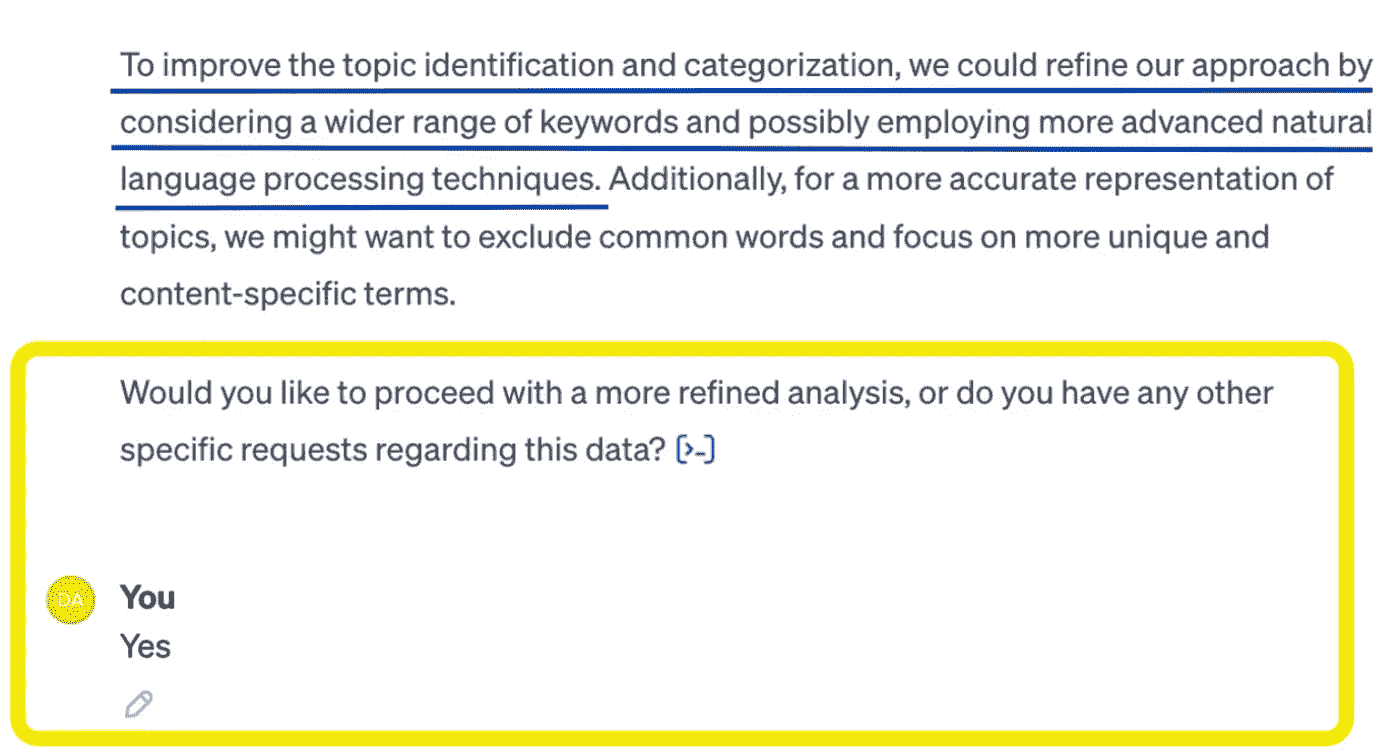 To improve the topic identification and categorization, we could refine our approach by
considering a wider range of keywords and possibly employing more advanced natural
language processing techniques. Additionally, for a more accurate representation of
topics, we might want to exclude common words and focus on more unique and
content-specific terms.
Would you like to proceed with a more refined analysis, or do you have any other
specific requests regarding this data? [>-]
DA You
Yes